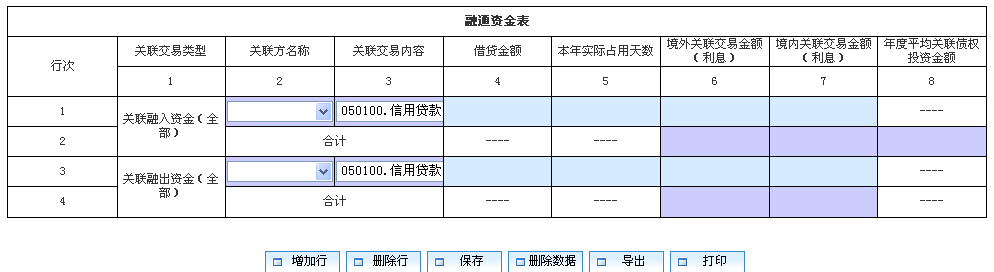 融通资金表
行次 关联交易类型 关联方名称 关联交易内容 借贷金额 本年实际占用天数 境外关联交易金额(利息) 境内关联交易金额(利息) 年度平均关联债权投资金额
1 2 3 4 5 6 7 8
1 关联融入资金(全部) 050100.信用贷款 ----
2 合计 ---- ----
3 关联融出资金(全部) 050100.信用贷款 ----
4 合计 ---- ---- ----
增加行 删除行 保存 删除数据 导出 打印